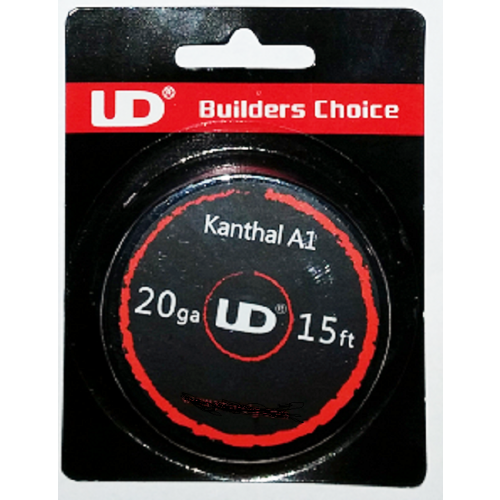 UD® Builders Choice
Kanthal A1
20ga UD® 15ft